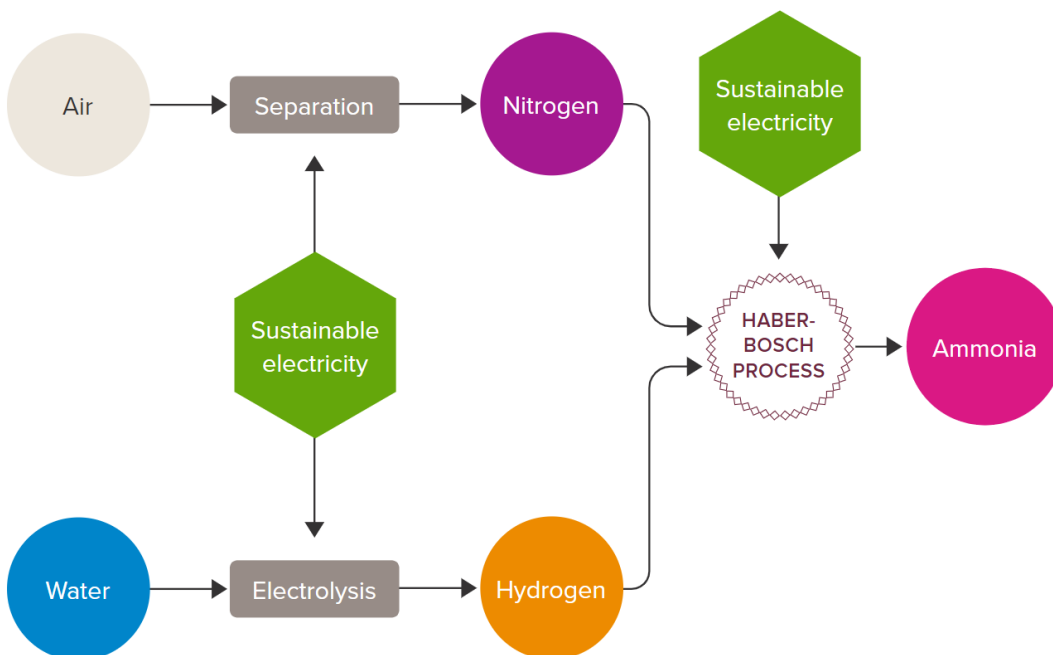 Air
Separation
Nitrogen
Sustainable
electricity
Sustainable
electricity
HABER-
BOSCH
PROCESS
Ammonia
Water
Electrolysis
Hydrogen